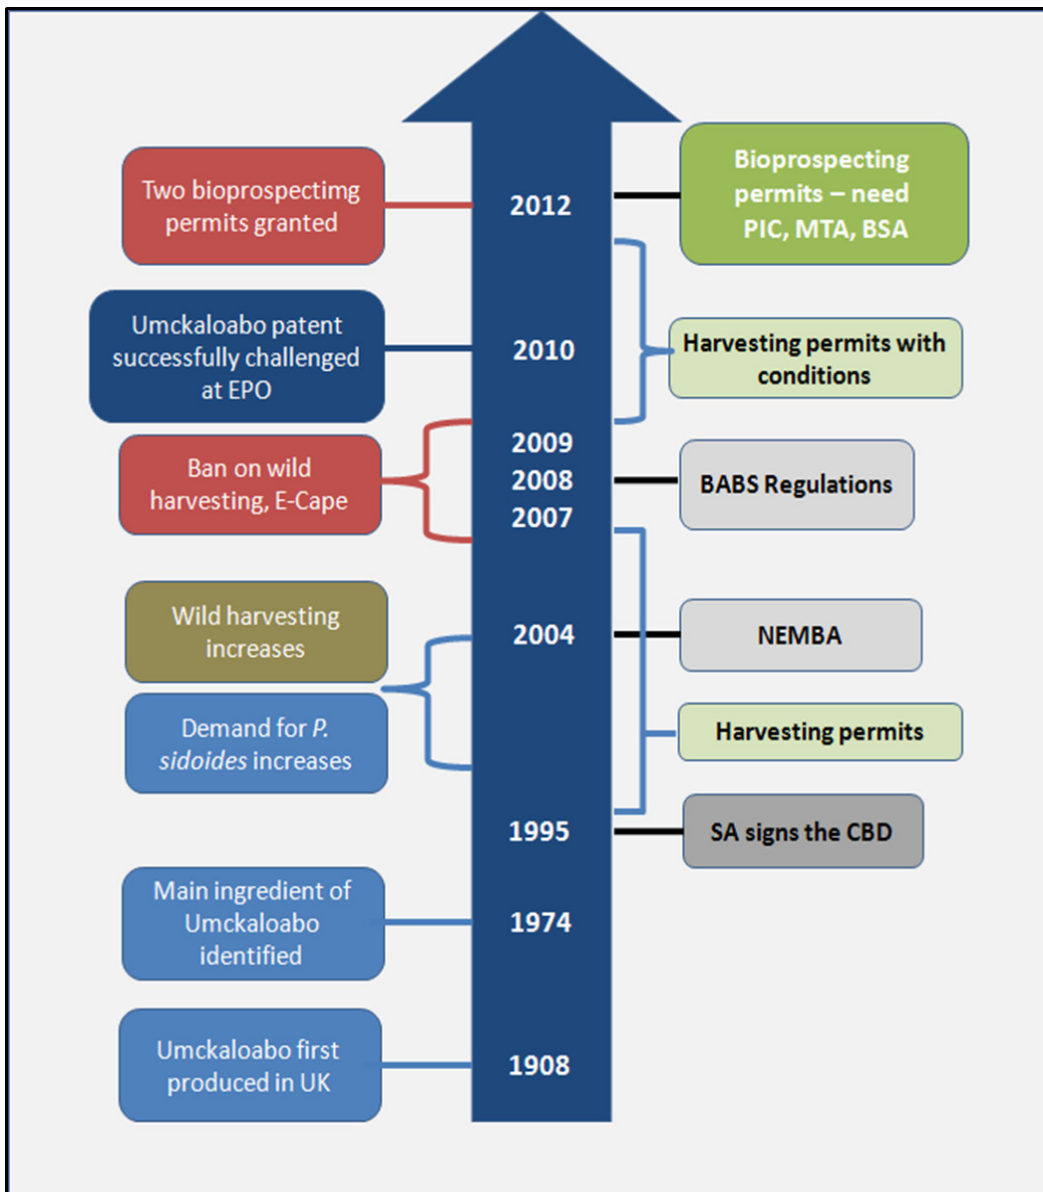 Two bioprospectimg
permits granted
2012
Bioprospecting
permits – need
PIC, MTA, BSA
Umckaloabo patent
successfully challenged
at EPO
2010
Harvesting permits with
conditions
Ban on wild
harvesting, E-Cape
2009
2008
2007
BABS Regulations
Wild harvesting
increases
2004
NEMBA
Demand for P.
sidoides increases
Harvesting permits
1995
SA signs the CBD
Main ingredient of
Umckaloabo
identified
1974
Umckaloabo first
produced in UK
1908